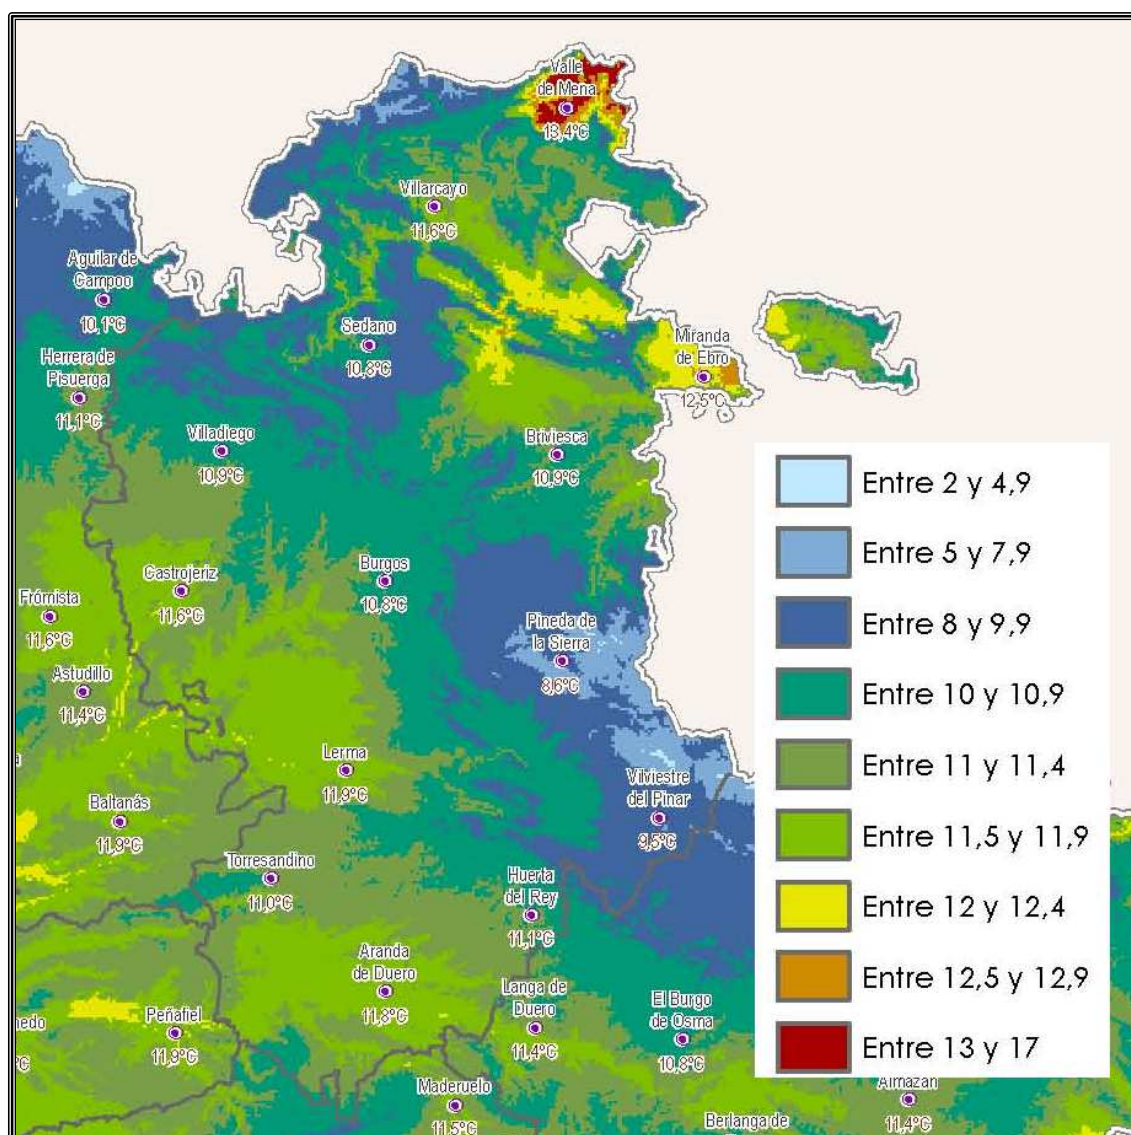 Valle
de Mena
13,4ºC
Villarcayo
11,6ºC
Aguilar de
Campoo
10,1ºC
Sedano
10,8ºC
Miranda
de Ebro
12,5ºC
Herrera de
Pisuerga
11,1ºC
Villadiego
10,9ºC
Briviesca
10,9ºC
Castrojeriz
11,6ºC
Burgos
10,8ºC
Frómista
11,6ºC
Pineda de
la Sierra
8,6ºC
Astudillo
11,4ºC
Lerma
11,9ºC
Vilviestre
del Pinar
9,5ºC
Baltanás
11,9ºC
Torresandino
11,0ºC
Huerta
del Rey
11,1ºC
Aranda
de Duero
11,8ºC
Langa de
Duero
11,4ºC
El Burgo
de Osma
10,8ºC
Peñafiel
11,9ºC
Maderuelo
11,5ºC
Almazán
11,4ºC
Berlanga de
Entre 2 y 4,9
Entre 5 y 7,9
Entre 8 y 9,9
Entre 10 y 10,9
Entre 11 y 11,4
Entre 11,5 y 11,9
Entre 12 y 12,4
Entre 12,5 y 12,9
Entre 13 y 17